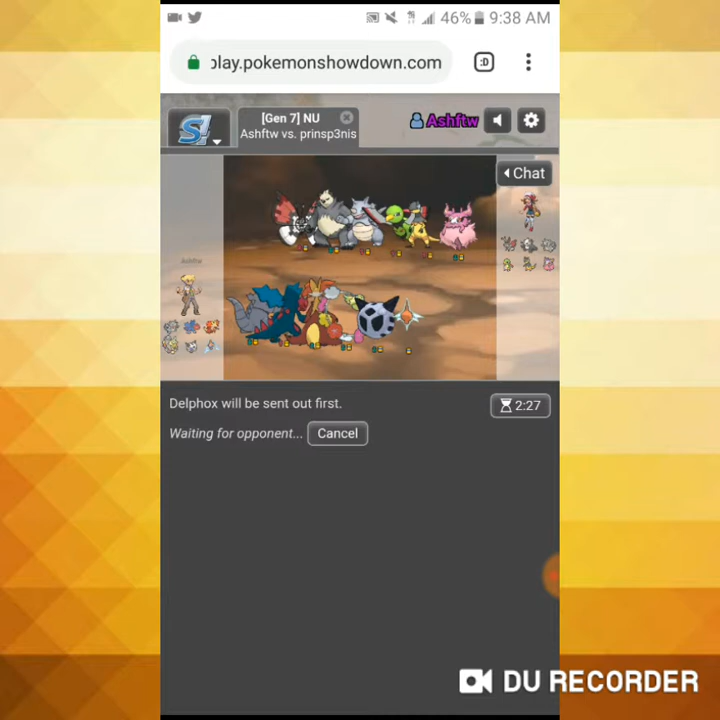 46% 9:38 AM
play.pokemonshowdown.com
:D
S!
[Gen 7] NU
Ashftw vs. prinsp3nis
Ashftw
Chat
Ashftw
Delphox will be sent out first.
2:27
Waiting for opponent... Cancel
DU RECORDER